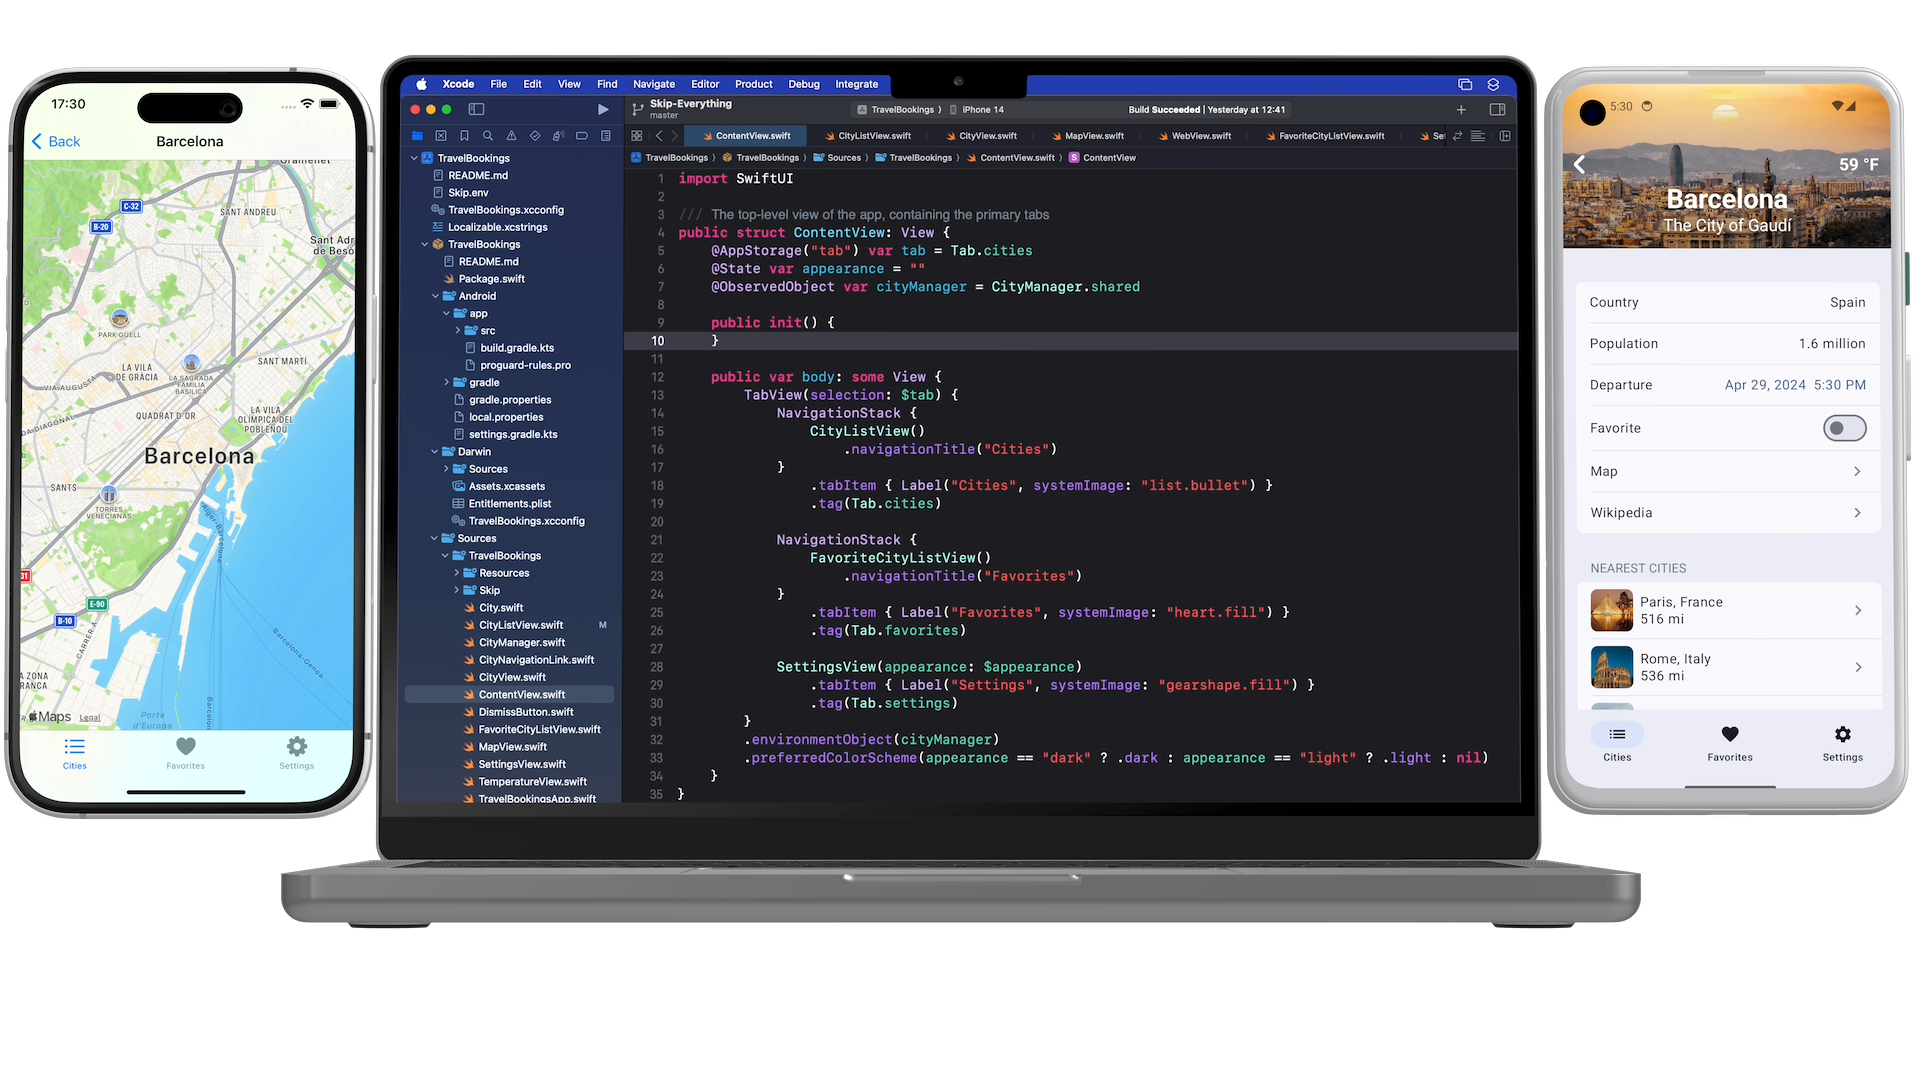 17:30
Back
Barcelona
Gramenet
C-32
B-20
SANT ANDREU
Sant Adr
de Besò
PARK GÜELL
LA VILA
DE GRÀCIA
LA SAGRADA
FAMÍLIA
BASÍLICA
SANT MARTÍ
VIA AUGUSTA
QUADRAT D'OR
LA VILA
OLÍMPICA DEL
POBLENOU
DIAGONAL
Barcelona
SANTS
TORRES
VENECIANAS
Alger-Barcelone
31
E-90
B-10
CARRER A
Barcelona-Genoa
A ZONA
RANCA
Maps
Legal
Porta
d'Europa
Cities
Favorites
Settings
Xcode File Edit View Find Navigate Editor Product Debug Integrate
Skip-Everything
master
TravelBookings ⟩ iPhone 14
Build Succeeded | Yesterday at 12:41
ContentView.swift CityListView.swift CityView.swift MapView.swift WebView.swift FavoriteCityListView.swift Set
TravelBookings ⟩ TravelBookings ⟩ Sources ⟩ TravelBookings ⟩ ContentView.swift ⟩ S ContentView
TravelBookings
README.md
Skip.env
TravelBookings.xcconfig
Localizable.xcstrings
TravelBookings
README.md
Package.swift
Android
app
src
build.gradle.kts
proguard-rules.pro
gradle
gradle.properties
local.properties
settings.gradle.kts
Darwin
Sources
Assets.xcassets
Entitlements.plist
TravelBookings.xcconfig
Sources
TravelBookings
Resources
Skip
City.swift
CityListView.swift M
CityManager.swift
CityNavigationLink.swift
CityView.swift
ContentView.swift
DismissButton.swift
FavoriteCityListView.swift
MapView.swift
SettingsView.swift
TemperatureView.swift
TravelBookingsApp.swift
1 import SwiftUI
2
3 /// The top-level view of the app, containing the primary tabs
4 public struct ContentView: View {
5 @AppStorage("tab") var tab = Tab.cities
6 @State var appearance = ""
7 @ObservedObject var cityManager = CityManager.shared
8
9 public init() {
10 }
11
12 public var body: some View {
13 TabView(selection: $tab) {
14 NavigationStack {
15 CityListView()
16 .navigationTitle("Cities")
17 }
18 .tabItem { Label("Cities", systemImage: "list.bullet") }
19 .tag(Tab.cities)
20
21 NavigationStack {
22 FavoriteCityListView()
23 .navigationTitle("Favorites")
24 }
25 .tabItem { Label("Favorites", systemImage: "heart.fill") }
26 .tag(Tab.favorites)
27
28 SettingsView(appearance: $appearance)
29 .tabItem { Label("Settings", systemImage: "gearshape.fill") }
30 .tag(Tab.settings)
31 }
32 .environmentObject(cityManager)
33 .preferredColorScheme(appearance == "dark" ? .dark : appearance == "light" ? .light : nil)
34 }
35 }
5:30
59 °F
Barcelona
The City of Gaudí
Country Spain
Population 1.6 million
Departure Apr 29, 2024 5:30 PM
Favorite
Map
Wikipedia
NEAREST CITIES
Paris, France
516 mi
Rome, Italy
536 mi
Cities
Favorites
Settings